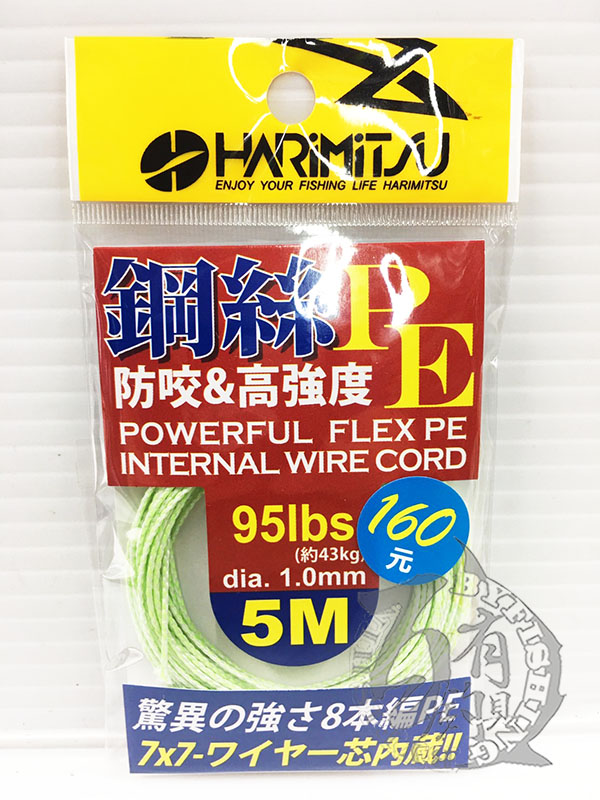 HARiMiTSU
ENJOY YOUR FISHING LIFE HARIMITSU
鋼絲PE
防咬&高強度
POWERFUL FLEX PE
INTERNAL WIRE CORD
95lbs
(約43kg)
dia. 1.0mm
5M
160
元
驚異の強さ8本編PE
7x7-ワイヤー芯内蔵!!